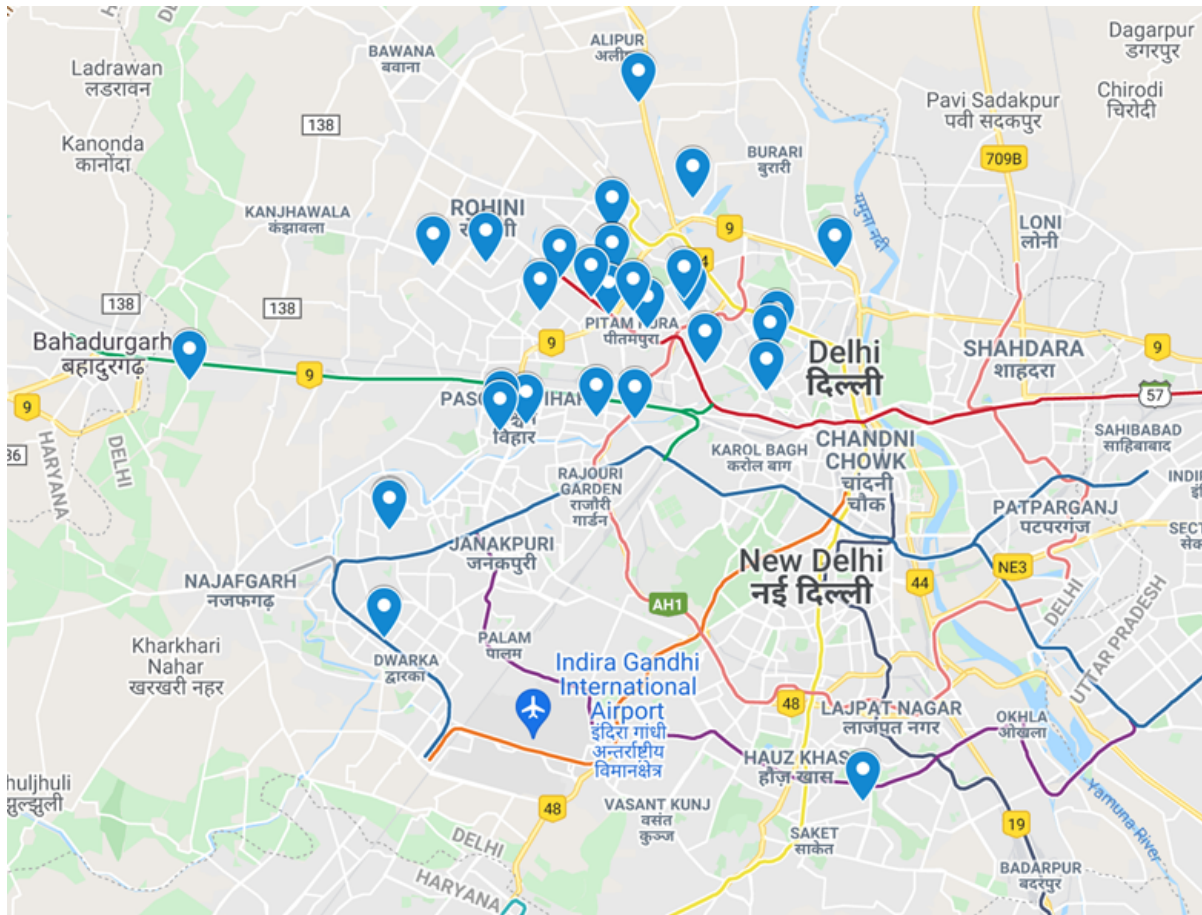 Dagarpur
डगरपुर
ALIPUR
BAWANA
बवाना
Ladrawan
लडरावन
Chirodi
चिरोदी
Pavi Sadakpur
पवी सदकपुर
138
Kanonda
कानोंदा
BURARI
बुरारी
709B
ROHINI
KANJHAWALA
कंझावला
यमुना नदी
LONI
लोनी
9
138
138
PITAM PURA
पीतमपुरा
Bahadurgarh
बहादुरगढ़
9
Delhi
दिल्ली
SHAHDARA
शाहदरा
9
9
9
57
विहार
HARYANA
DELHI
KAROL BAGH
करोल बाग
CHANDNI
CHOWK
चांदनी
चौक
SAHIBABAD
साहिबाबाद
RAJOURI
GARDEN
राजौरी
गार्डन
PATPARGANJ
पटपरगंज
JANAKPURI
जनकपुरी
New Delhi
नई दिल्ली
NE3
44
NAJAFGARH
नजफगढ़
AH1
DELHI
UTTAR PRADESH
Kharkhari
Nahar
खरखरी नहर
PALAM
पालम
DWARKA
द्वारका
Indira Gandhi
International
Airport
इंदिरा गांधी
अन्तर्राष्ट्रीय
विमानक्षेत्र
48
LAJPAT NAGAR
लाजपत नगर
OKHLA
ओखला
HAUZ KHAS
हौज़ खास
48
VASANT KUNJ
वसंत
कुञ्ज
SAKET
साकेत
19
Yamuna River
DELHI
HARYANA
BADARPUR
बदरपुर